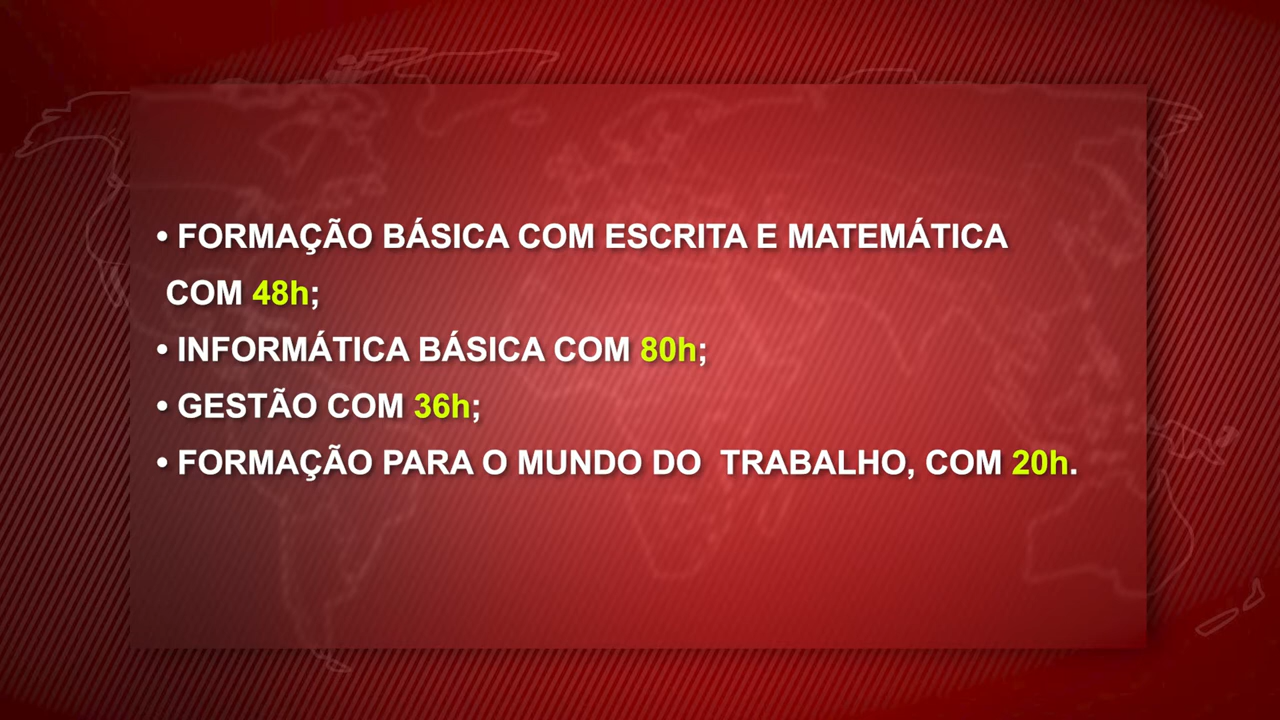 • FORMAÇÃO BÁSICA COM ESCRITA E MATEMÁTICA
COM 48h;
• INFORMÁTICA BÁSICA COM 80h;
• GESTÃO COM 36h;
• FORMAÇÃO PARA O MUNDO DO  TRABALHO, COM 20h.